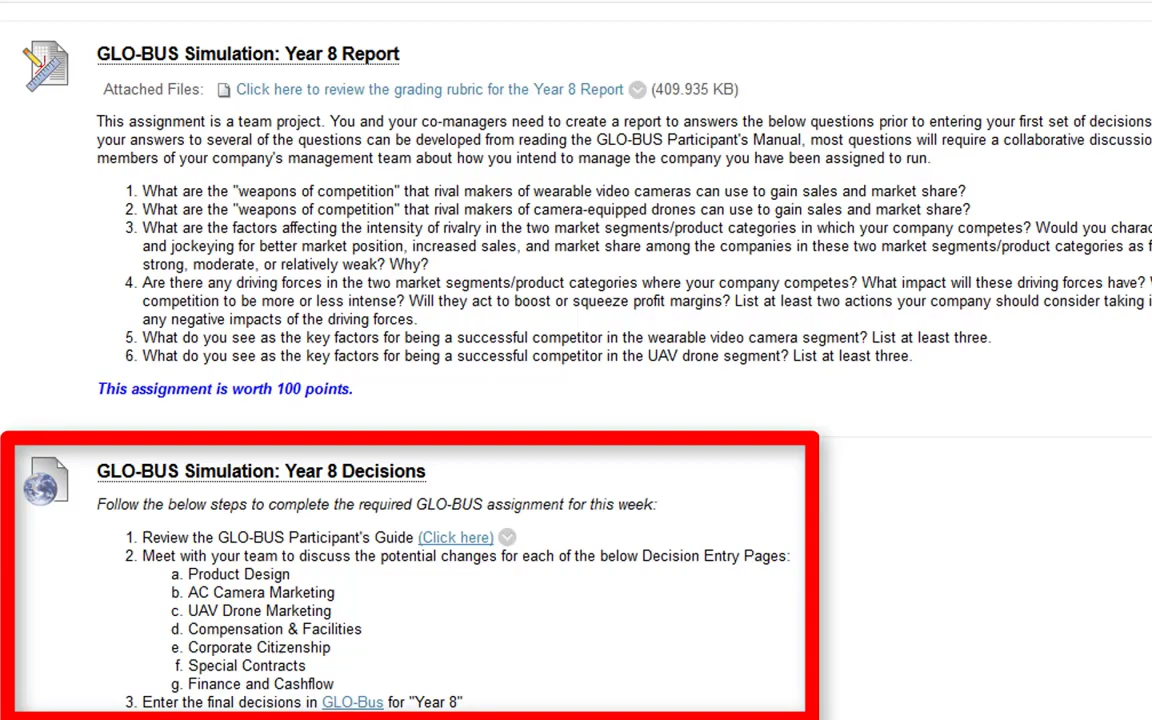 GLO-BUS Simulation: Year 8 Report
Attached Files: Click here to review the grading rubric for the Year 8 Report (409.935 KB)
This assignment is a team project. You and your co-managers need to create a report to answers the below questions prior to entering your first set of decisions
your answers to several of the questions can be developed from reading the GLO-BUS Participant's Manual, most questions will require a collaborative
members of your company's management team about how you intend to manage the company you have been assigned to run.
1. What are the "weapons of competition" that rival makers of wearable video cameras can use to gain sales and market share?
2. What are the "weapons of competition" that rival makers of camera-equipped drones can use to gain sales and market share?
3. What are the factors affecting the intensity of rivalry in the two market segments/product categories in which your company competes? Would you
and jockeying for better market position, increased sales, and market share among the companies in these two market segments/product categories as
strong, moderate, or relatively weak? Why?
4. Are there any driving forces in the two market segments/product categories where your company competes? What impact will these driving forces have?
competition to be more or less intense? Will they act to boost or squeeze profit margins? List at least two actions your company should consider taking
any negative impacts of the driving forces.
5. What do you see as the key factors for being a successful competitor in the wearable video camera segment? List at least three.
6. What do you see as the key factors for being a successful competitor in the UAV drone segment? List at least three.
This assignment is worth 100 points.
GLO-BUS Simulation: Year 8 Decisions
Follow the below steps to complete the required GLO-BUS assignment for this week:
1. Review the GLO-BUS Participant's Guide (Click here)
2. Meet with your team to discuss the potential changes for each of the below Decision Entry Pages:
a. Product Design
b. AC Camera Marketing
c. UAV Drone Marketing
d. Compensation & Facilities
e. Corporate Citizenship
f. Special Contracts
g. Finance and Cashflow
3. Enter the final decisions in GLO-Bus for "Year 8"